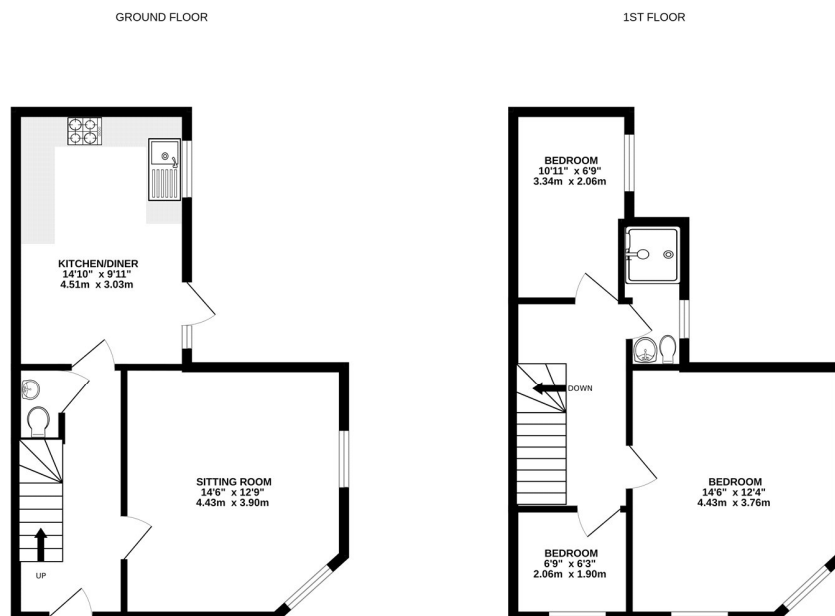 GROUND FLOOR
KITCHEN/DINER
14'10" x 9'11"
4.51m x 3.03m
SITTING ROOM
14'6" x 12'9"
4.43m x 3.90m
UP
1ST FLOOR
BEDROOM
10'11" x 6'9"
3.34m x 2.06m
DOWN
BEDROOM
14'6" x 12'4"
4.43m x 3.76m
BEDROOM
6'9" x 6'3"
2.06m x 1.90m